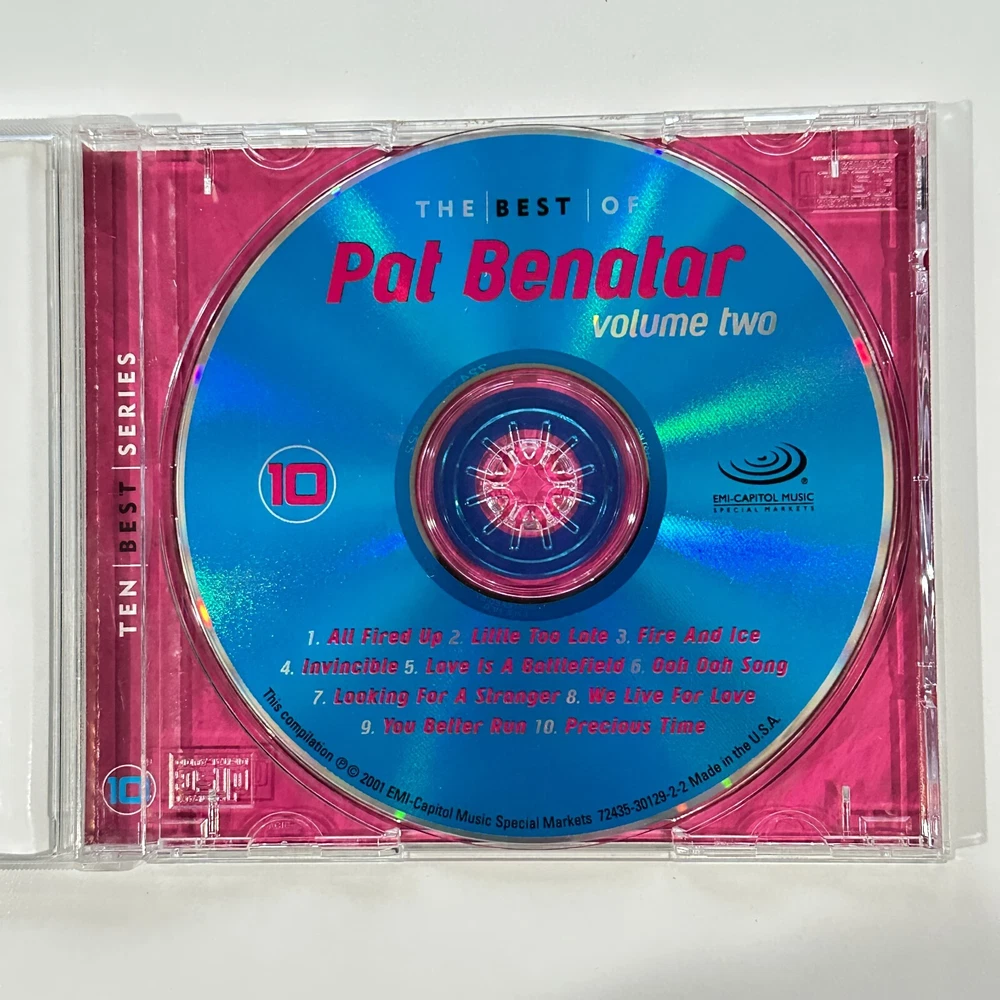 THE | BEST | OF
Pat Benatar
volume two
TEN | BEST | SERIES
10
10
EMI-CAPITOL MUSIC
SPECIAL MARKETS
1. All Fired Up 2. Little Too Late 3. Fire And Ice
4. Invincible 5. Love Is A Battlefield 6. Ooh Ooh Song
7. Looking For A Stranger 8. We Live For Love
9. You Better Run 10. Precious Time
This compilation ℗© 2001 EMI-Capitol Music Special Markets 72435-30129-2-2 Made in the U.S.A.